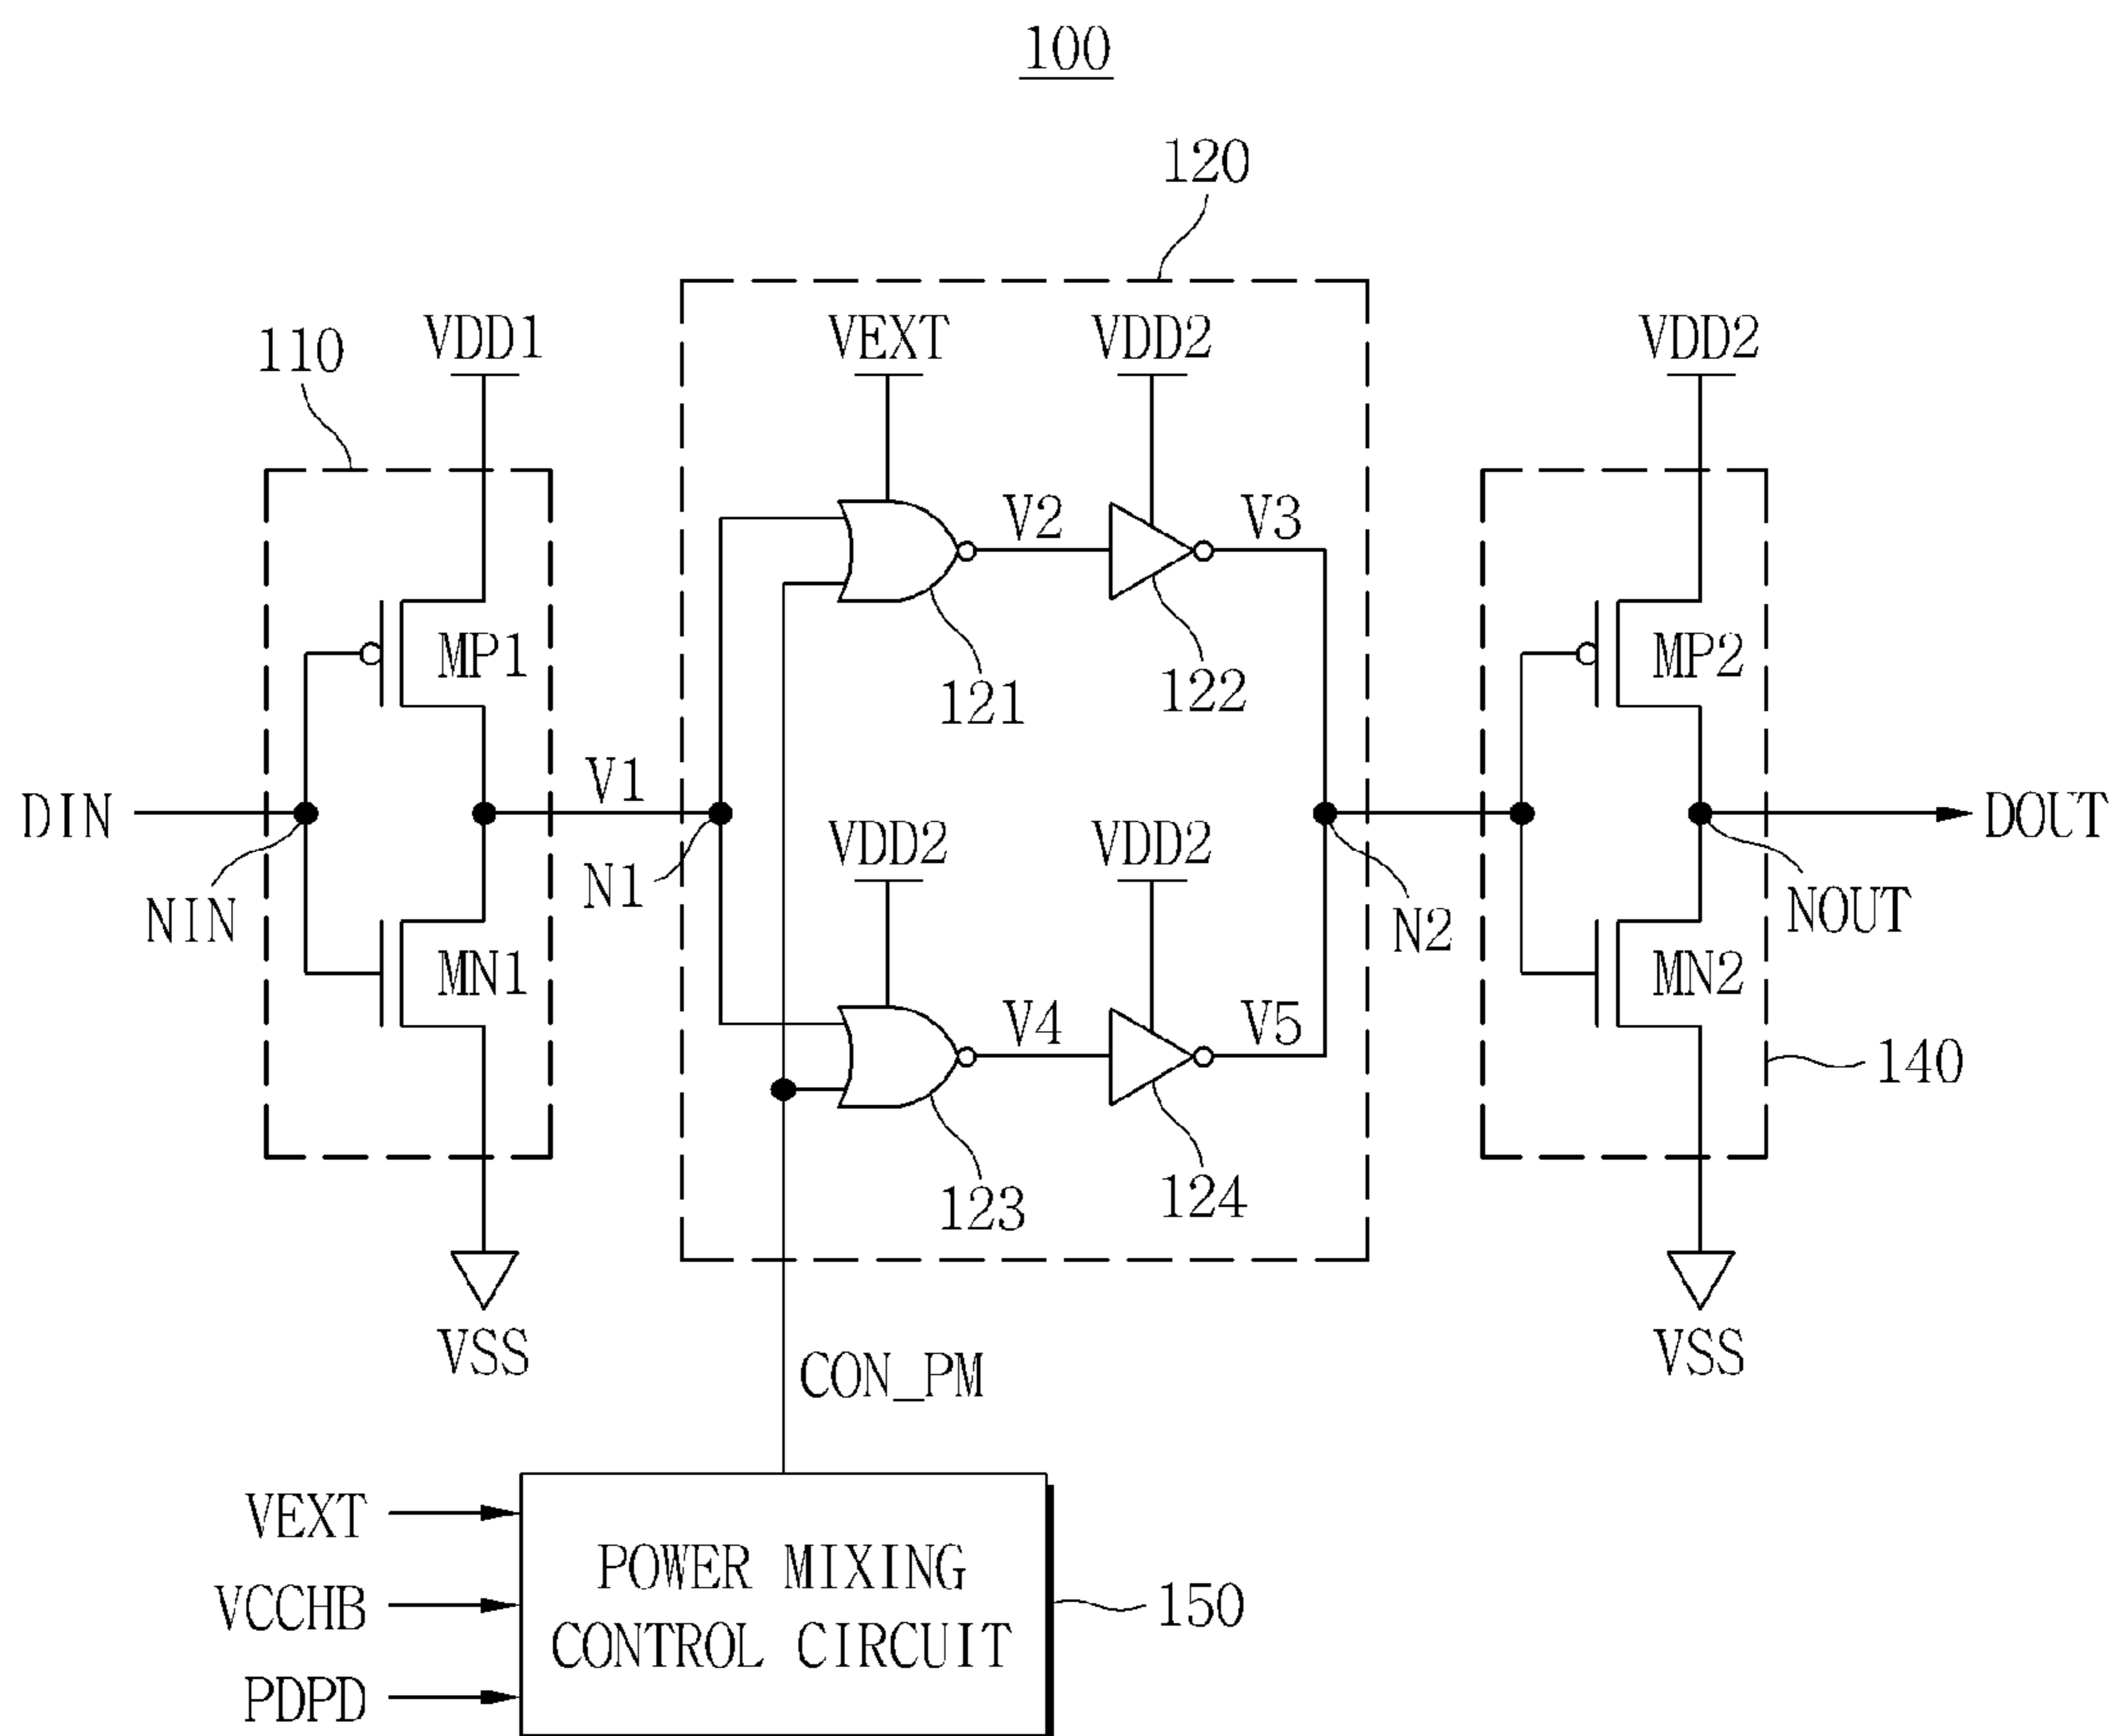 100
120
110
VDD1
VEXT
VDD2
VDD2
V2
V3
MP1
121
122
MP2
DIN
V1
VDD2
VDD2
DOUT
NIN
N1
N2
NOUT
MN1
V4
V5
MN2
140
123
124
VSS
VSS
CON_PM
VEXT
VCCHB
PDPD
POWER MIXING
CONTROL CIRCUIT
150